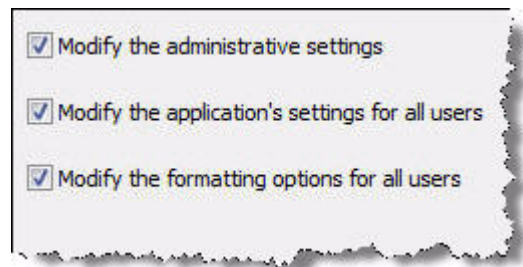 Modify the administrative settings
Modify the application's settings for all users
Modify the formatting options for all users